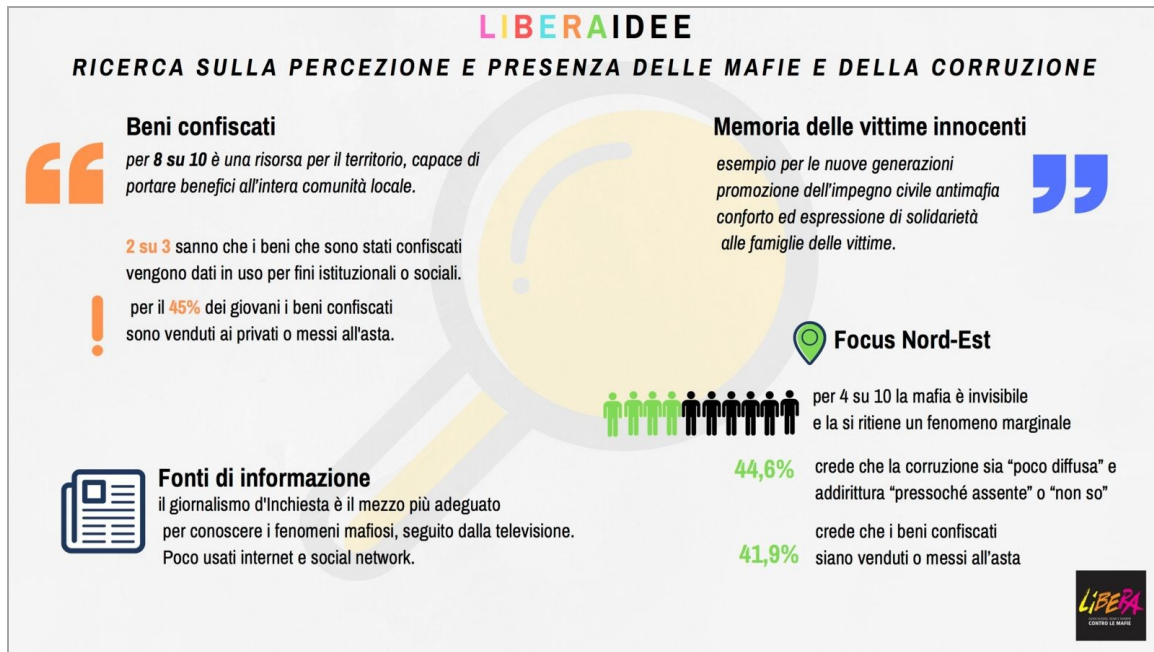 LIBERAIDEE
RICERCA SULLA PERCEZIONE E PRESENZA DELLE MAFIE E DELLA CORRUZIONE
Beni confiscati
per 8 su 10 è una risorsa per il territorio, capace di
portare benefici all'intera comunità locale.
2 su 3 sanno che i beni che sono stati confiscati
vengono dati in uso per fini istituzionali o sociali.
per il 45% dei giovani i beni confiscati
sono venduti ai privati o messi all'asta.
Fonti di informazione
il giornalismo d'Inchiesta è il mezzo più adeguato
per conoscere i fenomeni mafiosi, seguito dalla televisione.
Poco usati internet e social network.
Memoria delle vittime innocenti
esempio per le nuove generazioni
promozione dell'impegno civile antimafia
conforto ed espressione di solidarietà
alle famiglie delle vittime.
Focus Nord-Est
per 4 su 10 la mafia è invisibile
e la si ritiene un fenomeno marginale
44,6% crede che la corruzione sia “poco diffusa” e
addirittura “pressoché assente” o “non so”
crede che i beni confiscati
41,9% siano venduti o messi all'asta
LiBERA
CONTRO LE MAFIE